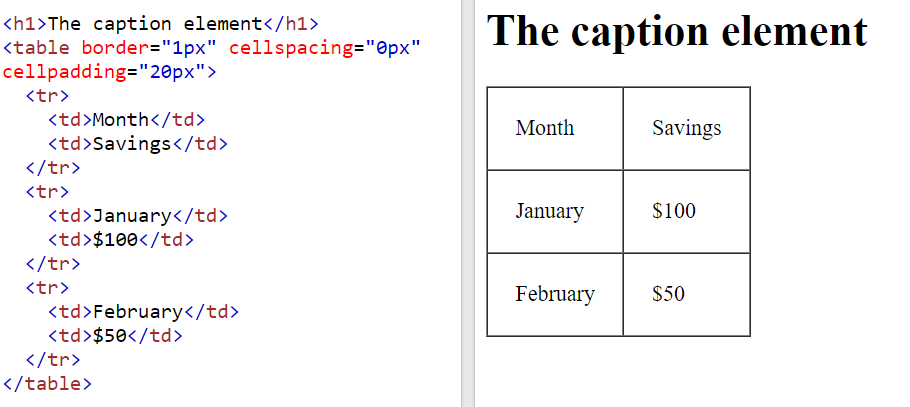 <h1>The caption element</h1>
<table border="1px" cellspacing="0px"
cellpadding="20px">
  <tr>
    <td>Month</td>
    <td>Savings</td>
  </tr>
  <tr>
    <td>January</td>
    <td>$100</td>
  </tr>
  <tr>
    <td>February</td>
    <td>$50</td>
  </tr>
</table>
The caption element
Month Savings
January $100
February $50